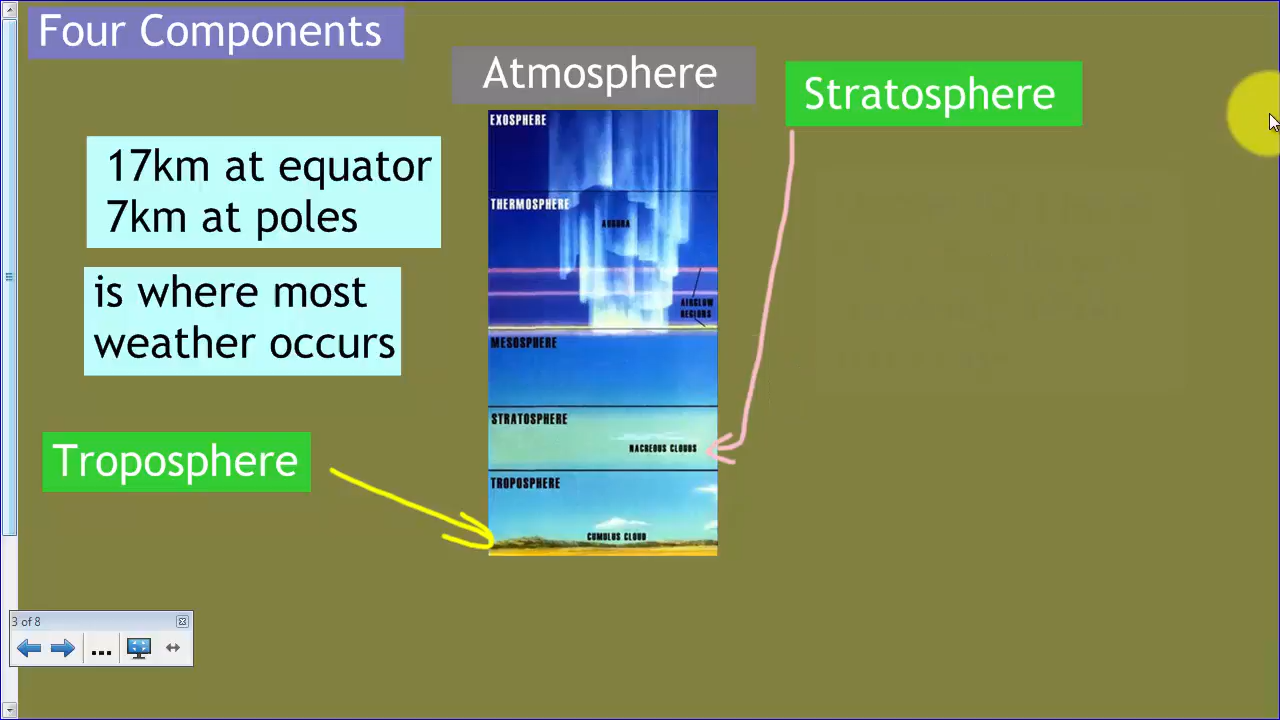 Four Components
Atmosphere
Stratosphere
17km at equator
7km at poles
is where most
weather occurs
Troposphere
EXOSPHERE
THERMOSPHERE
AURORA
AIRGLOW
REGIONS
MESOSPHERE
STRATOSPHERE
NACREOUS CLOUDS
TROPOSPHERE
CUMULUS CLOUD
3 of 8
...